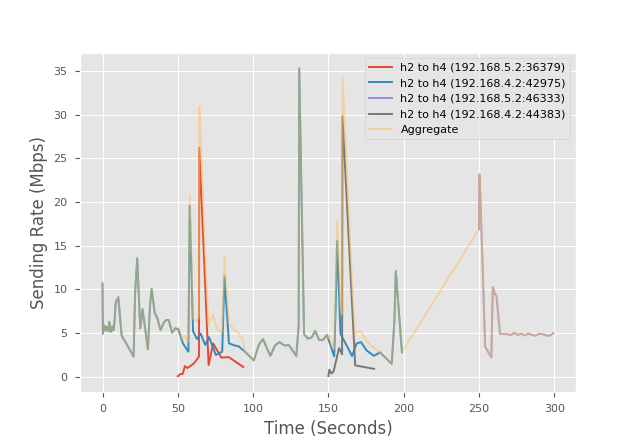 h2 to h4 (192.168.5.2:36379)
h2 to h4 (192.168.4.2:42975)
h2 to h4 (192.168.5.2:46333)
h2 to h4 (192.168.4.2:44383)
Aggregate
Sending Rate (Mbps)
35
30
25
20
15
10
5
0
0 50 100 150 200 250 300
Time (Seconds)